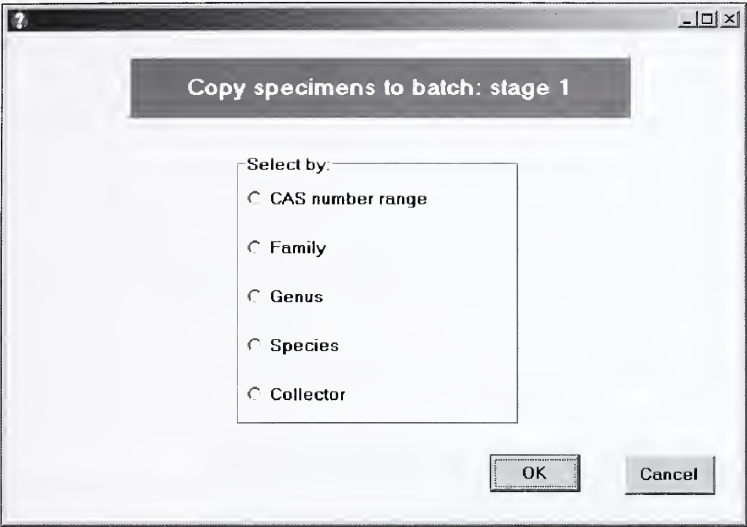 Copy specimens to batch: stage 1
Select by:
CAS number range
Family
Genus
Species
Collector
OK
Cancel